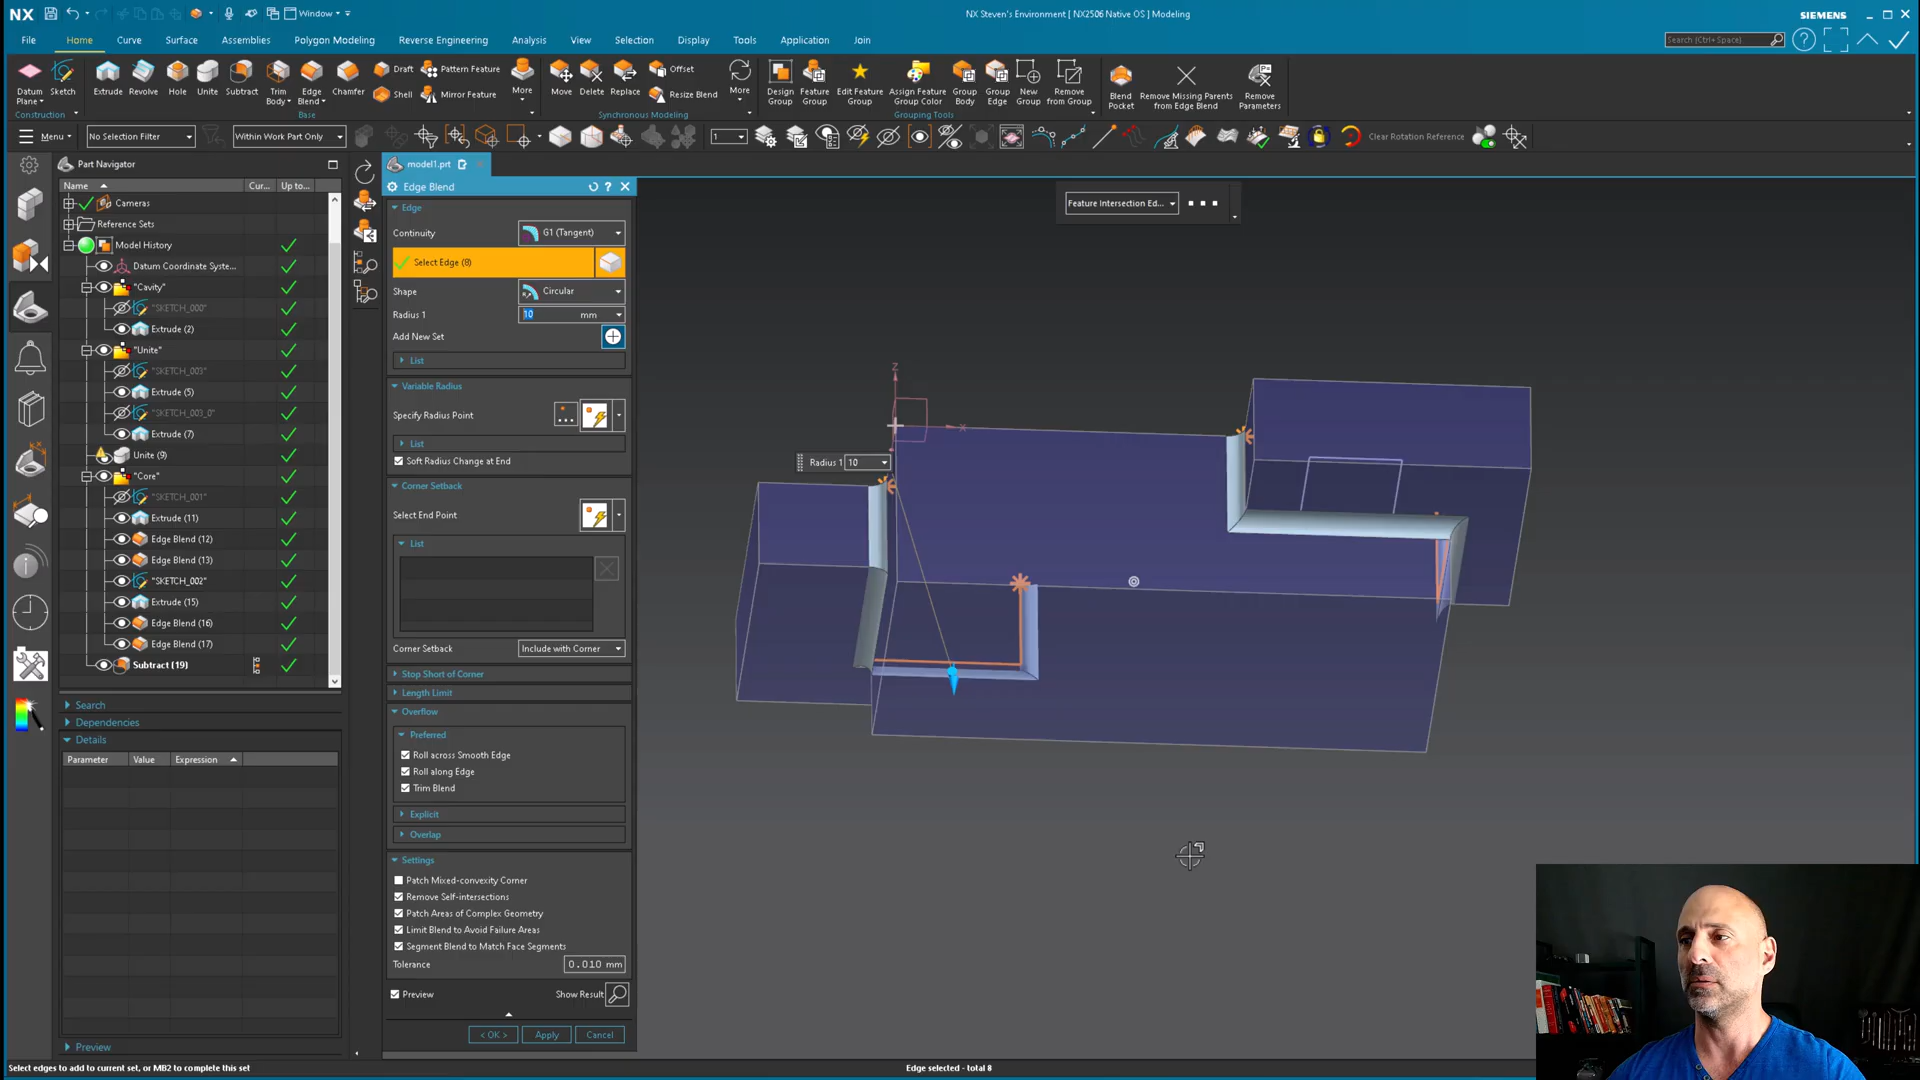 NX Window NX Steven's Environment [ NX2506 Native OS ] Modeling SIEMENS
File Home Curve Surface Assemblies Polygon Modeling Reverse Engineering Analysis View Selection Display Tools Application Join Search (Ctrl+Space)
Datum Plane Sketch Extrude Revolve Hole Unite Subtract Trim Body Edge Blend Chamfer Draft Shell Pattern Feature Mirror Feature More Move Delete Replace Offset Resize Blend More Design Group Feature Group Edit Feature Group Assign Feature Group Color Group Body Group Edge New Group Remove from Group Blend Pocket Remove Missing Parents from Edge Blend Remove Parameters
Construction Base Synchronous Modeling Grouping Tools
Menu No Selection Filter Within Work Part Only 1 Clear Rotation Reference
Part Navigator
Name Cur... Up to...
Cameras
Reference Sets
Model History
Datum Coordinate Syste...
"Cavity"
"SKETCH_000"
Extrude (2)
"Unite"
"SKETCH_003"
Extrude (5)
"SKETCH_003_0"
Extrude (7)
Unite (9)
"Core"
"SKETCH_001"
Extrude (11)
Edge Blend (12)
Edge Blend (13)
"SKETCH_002"
Extrude (15)
Edge Blend (16)
Edge Blend (17)
Subtract (19)
Search
Dependencies
Details
Parameter Value Expression
Preview
model1.prt
Edge Blend
Edge
Continuity G1 (Tangent)
Select Edge (8)
Shape Circular
Radius 1 10 mm
Add New Set
List
Variable Radius
Specify Radius Point
List
Soft Radius Change at End
Corner Setback
Select End Point
List
Corner Setback Include with Corner
Stop Short of Corner
Length Limit
Overflow
Preferred
Roll across Smooth Edge
Roll along Edge
Trim Blend
Explicit
Overlap
Settings
Patch Mixed-convexity Corner
Remove Self-intersections
Patch Areas of Complex Geometry
Limit Blend to Avoid Failure Areas
Segment Blend to Match Face Segments
Tolerance 0.010 mm
Preview Show Result
< OK > Apply Cancel
Feature Intersection Ed...
Z
X
Radius 1 10
Select edges to add to current set, or MB2 to complete this set Edge selected - total 8